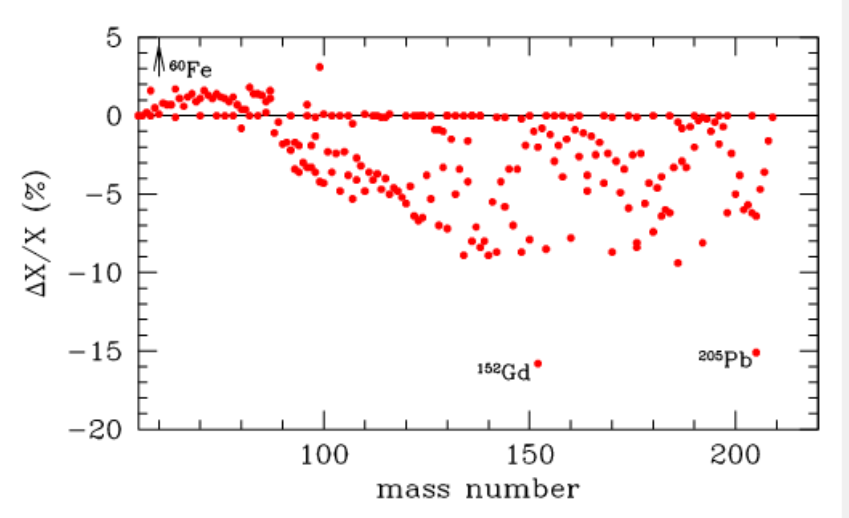 5
⁶⁰Fe
0
−5
ΔX/X (%)
−10
−15
¹⁵²Gd
²⁰⁵Pb
−20
100 150 200
mass number